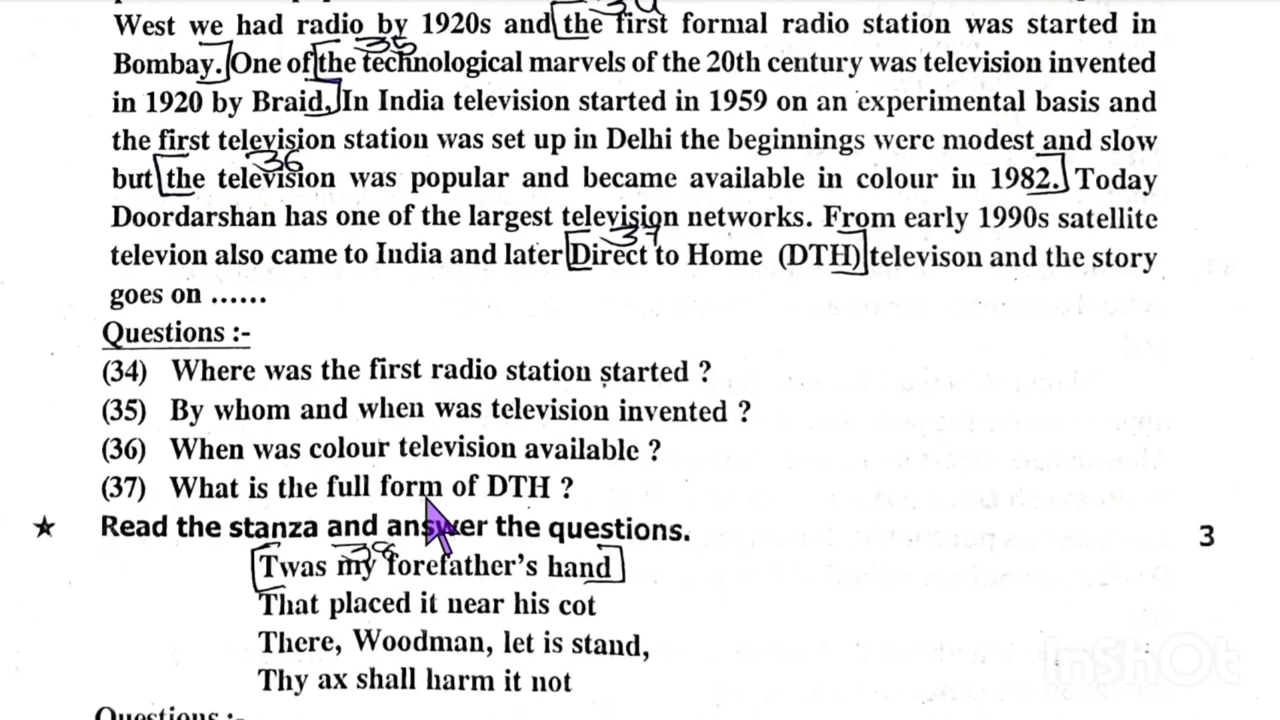 West we had radio by 1920s and the first formal radio station was started in
35
Bombay. One of the technological marvels of the 20th century was television invented
in 1920 by Braid. In India television started in 1959 on an experimental basis and
the first television station was set up in Delhi the beginnings were modest and slow
36
but the television was popular and became available in colour in 1982. Today
Doordarshan has one of the largest television networks. From early 1990s satellite
37
televion also came to India and later Direct to Home (DTH) televison and the story
goes on ......
Questions :-
(34) Where was the first radio station started ?
(35) By whom and when was television invented ?
(36) When was colour television available ?
(37) What is the full form of DTH ?
★ Read the stanza and answer the questions. 3
38
Twas my forefather's hand
That placed it near his cot
There, Woodman, let is stand,
Thy ax shall harm it not
InShOt
Questions :-